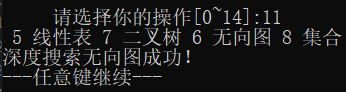 请选择你的操作[0~14]:11
5 线性表 7 二叉树 6 无向图 8 集合
深度搜索无向图成功！
---任意键继续---